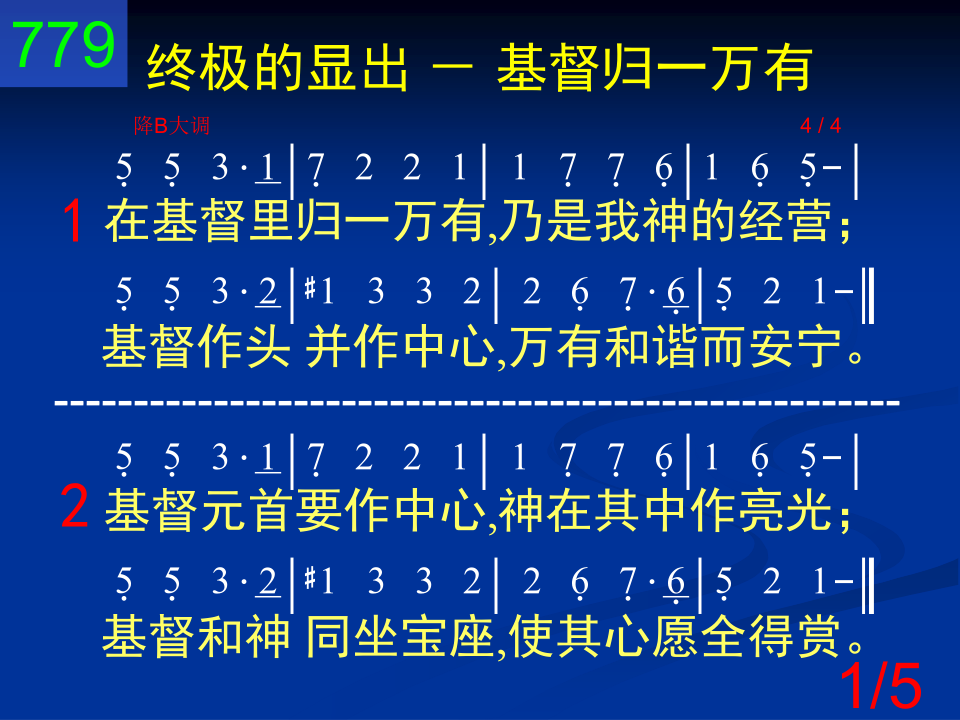 779
终极的显出 － 基督归一万有
降B大调 4 / 4
5̣ 5̣ 3 · 1̲ | 7̣ 2 2 1 | 1 7̣ 7̣ 6̣ | 1 6̣ 5̣ － |
1 在基督里归一万有,乃是我神的经营；
5̣ 5̣ 3 · 2̲ | #1 3 3 2 | 2 6̣ 7̣ · 6̲̣ | 5̣ 2 1 － ‖
基督作头 并作中心,万有和谐而安宁。
-----------------------------------------------------
5̣ 5̣ 3 · 1̲ | 7̣ 2 2 1 | 1 7̣ 7̣ 6̣ | 1 6̣ 5̣ － |
2 基督元首要作中心,神在其中作亮光；
5̣ 5̣ 3 · 2̲ | #1 3 3 2 | 2 6̣ 7̣ · 6̲̣ | 5̣ 2 1 － ‖
基督和神 同坐宝座,使其心愿全得赏。
1/5